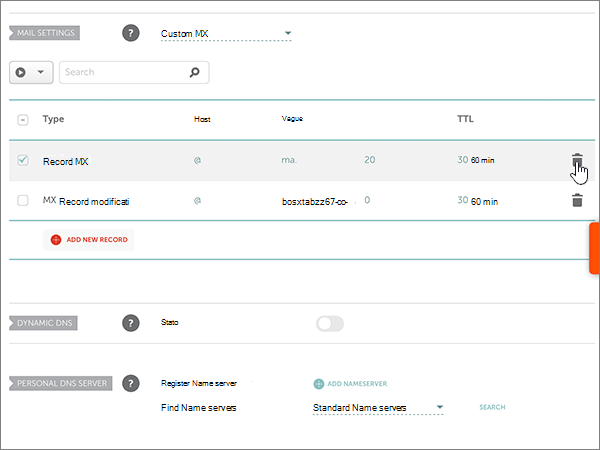 MAIL SETTINGS ? Custom MX
Search
Type Host Vague TTL
Record MX @ ma. 20 30 60 min
MX Record modificati @ bosxtabzz67-co- 0 30 60 min
ADD NEW RECORD
DYNAMIC DNS ? Stato
PERSONAL DNS SERVER ? Register Name server ADD NAMESERVER
Find Name servers Standard Name servers SEARCH